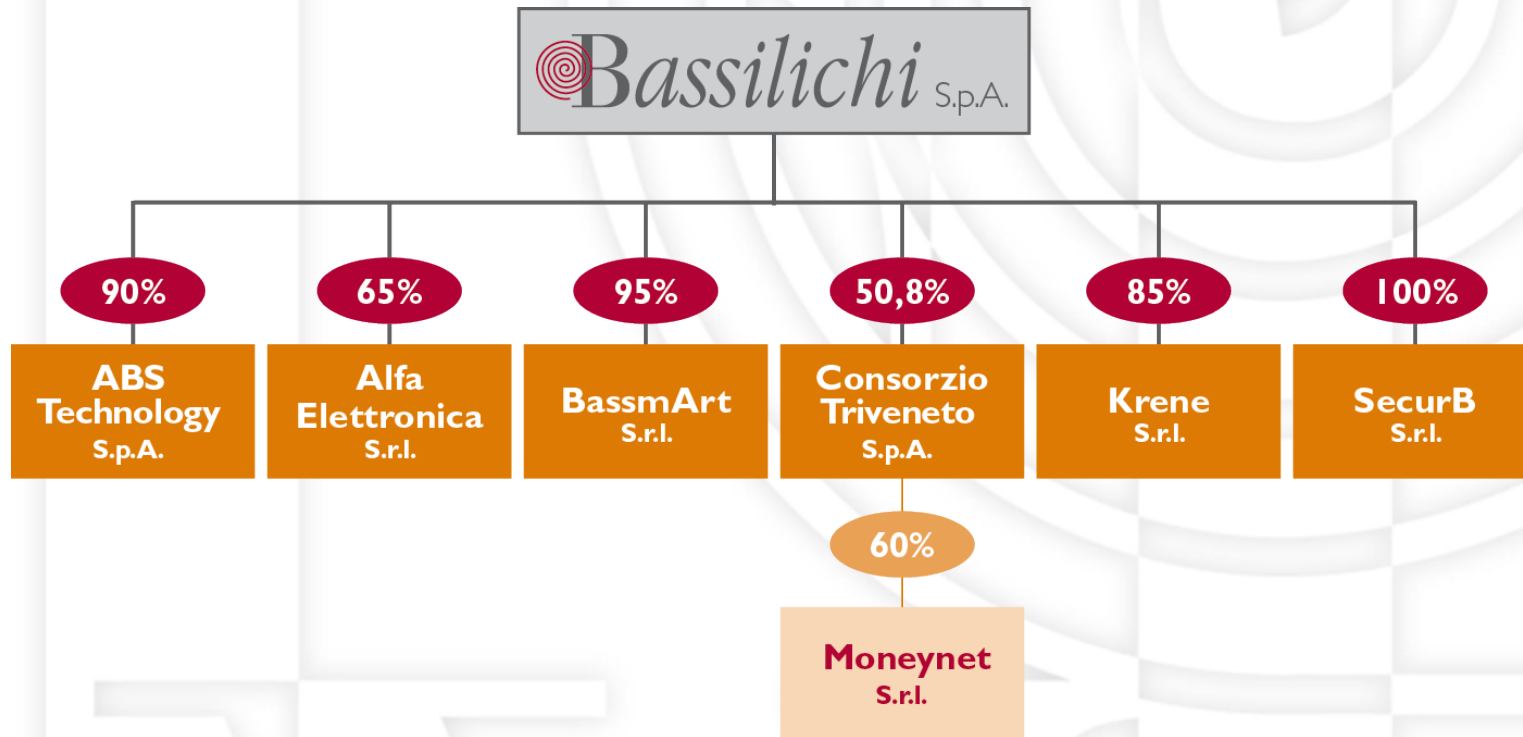 Bassilichi S.p.A.
90%
65%
95%
50,8%
85%
100%
ABS
Technology
S.p.A.
Alfa
Elettronica
S.r.l.
BassmArt
S.r.l.
Consorzio
Triveneto
S.p.A.
Krene
S.r.l.
SecurB
S.r.l.
60%
Moneynet
S.r.l.